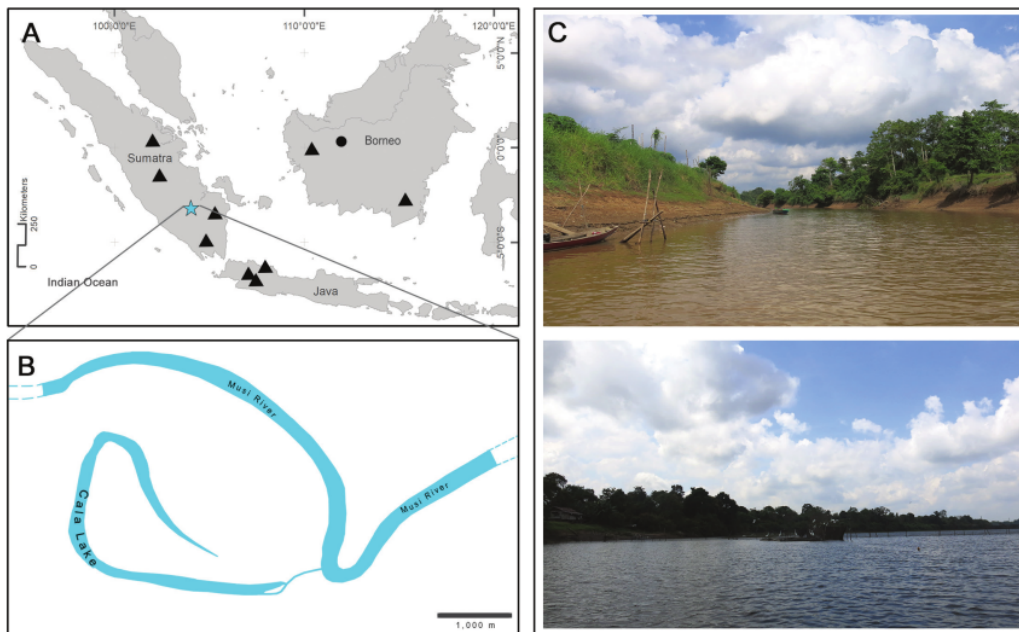 A
100°0'0"E
110°0'0"E
120°0'0"E
5°0'0"N
0°0'0"
5°0'0"S
Sumatra
Borneo
Kilometers
250
0
Indian Ocean
Java
B
Musi River
Musi River
Cala Lake
1,000 m
C